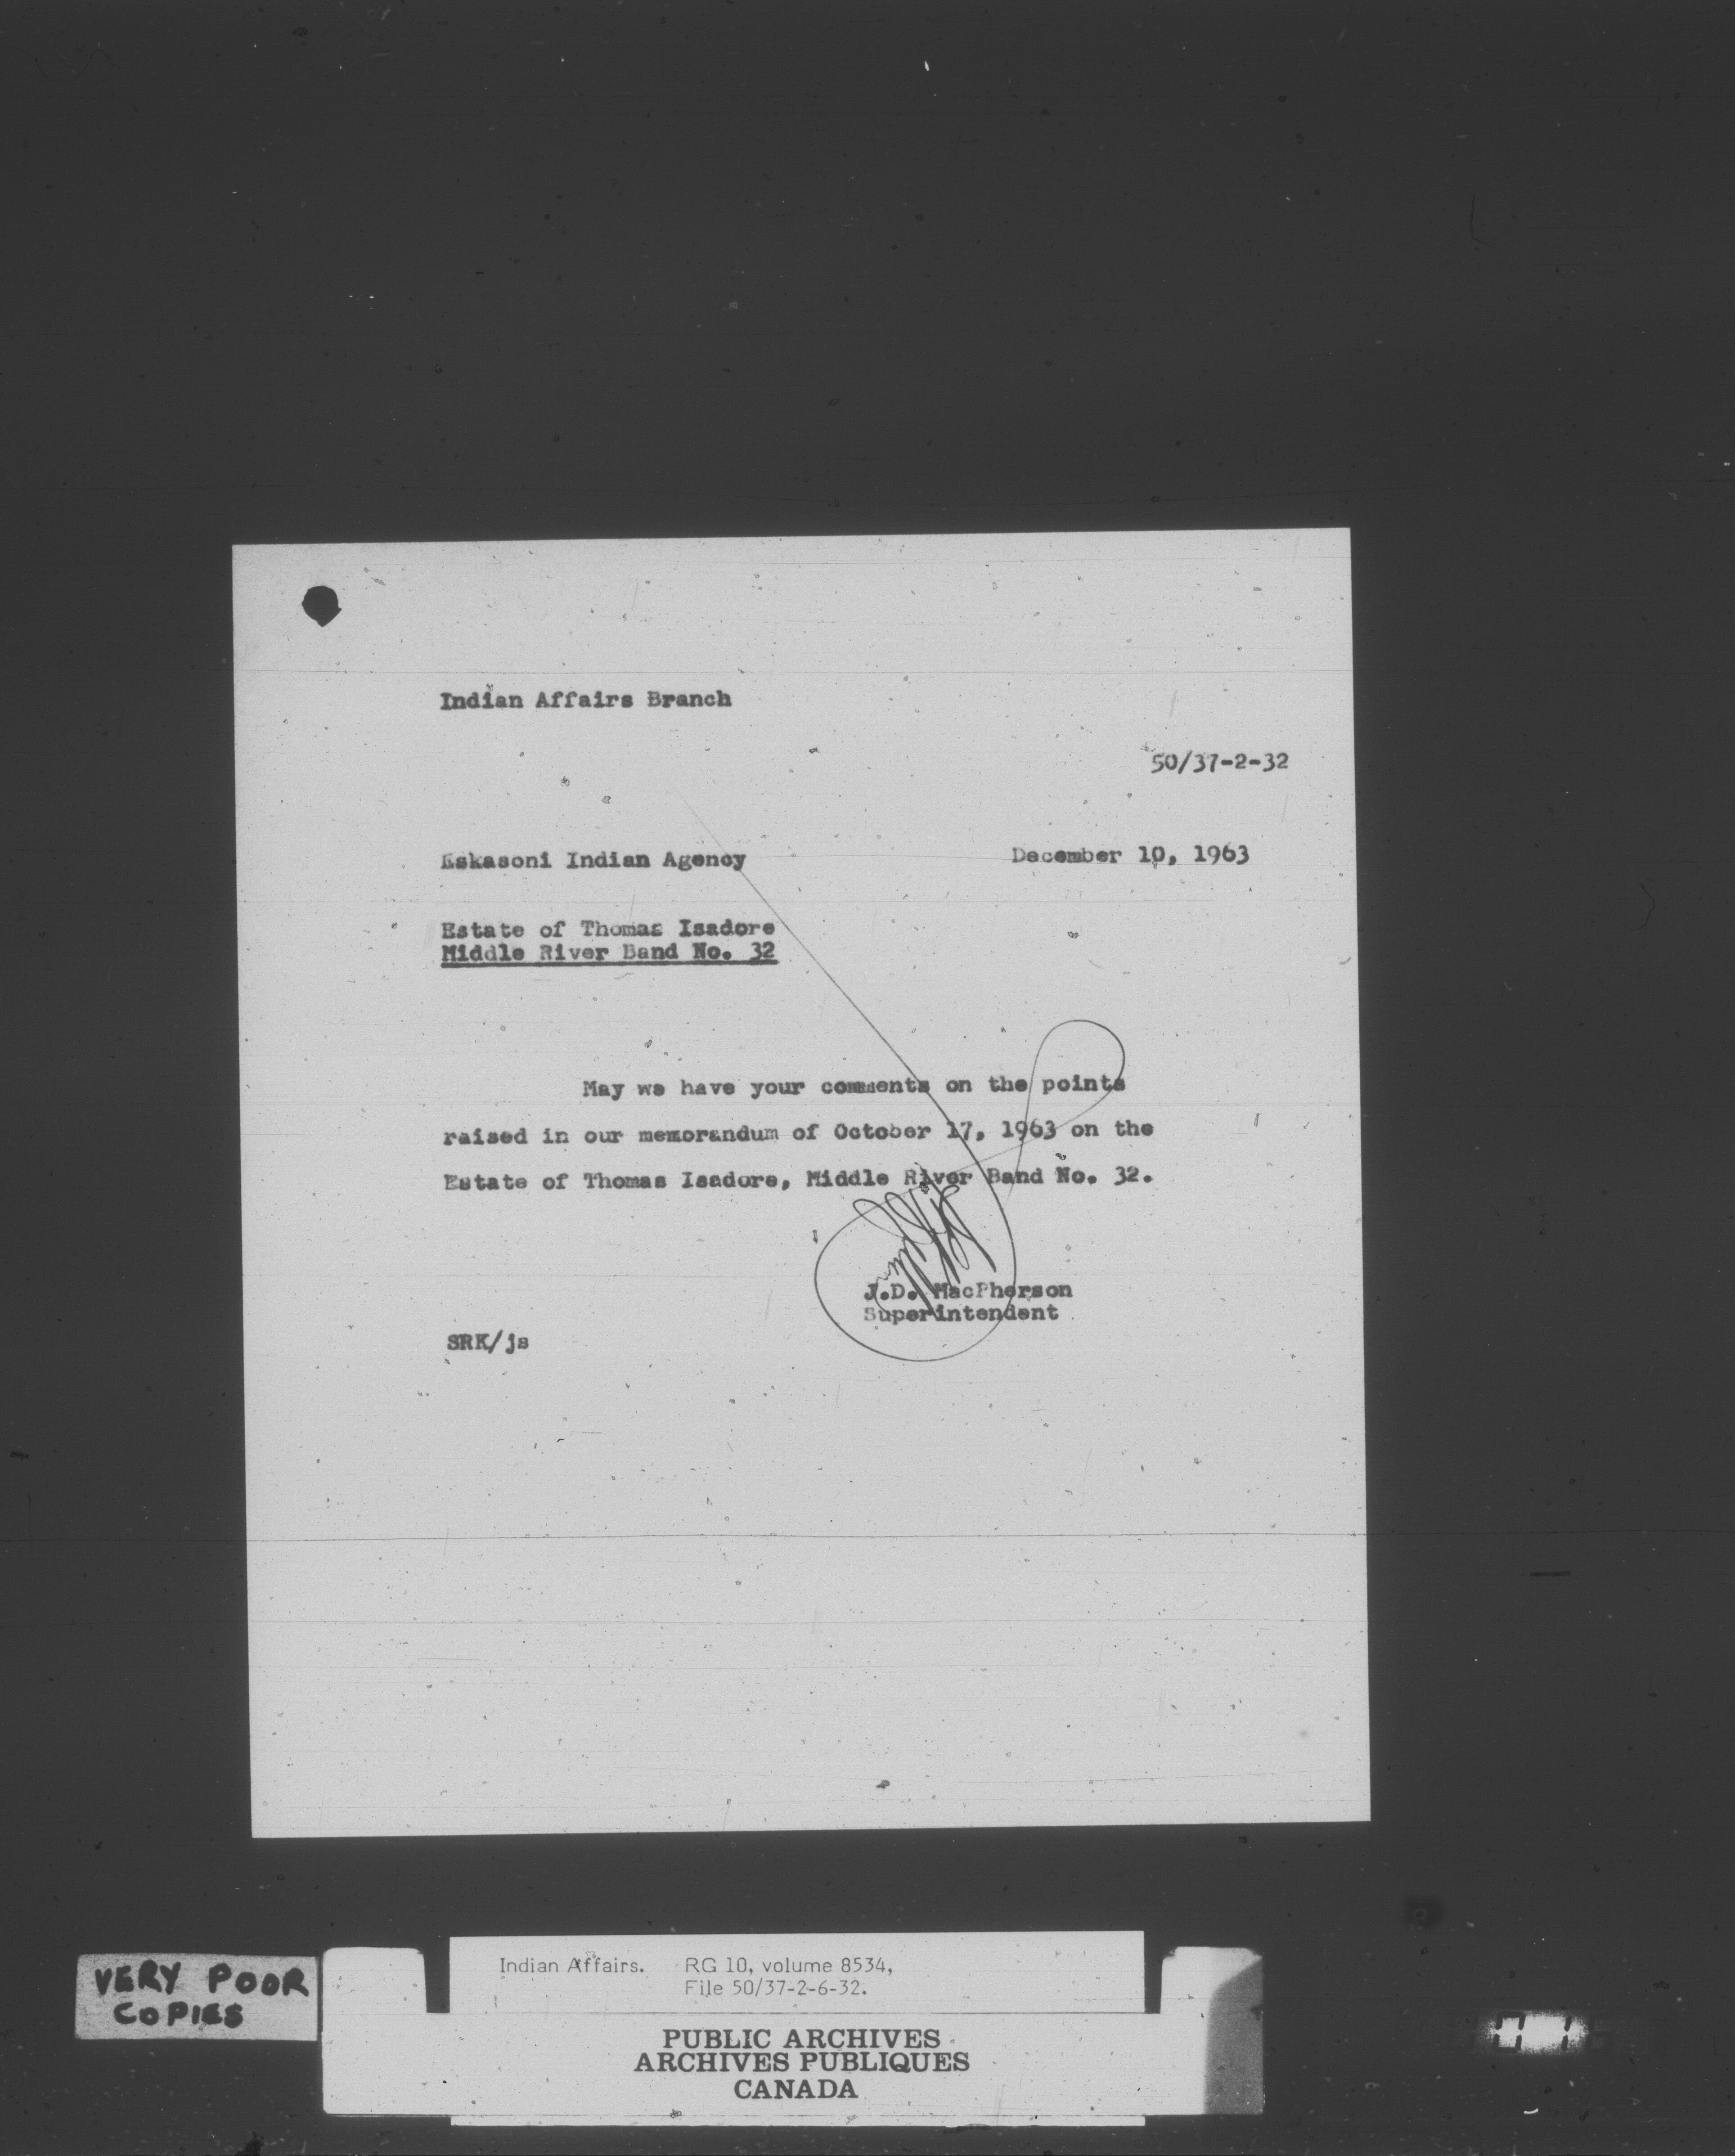 Indian Affairs Branch
50/37-2-32
Eskasoni Indian Agency
December 10, 1963
Estate of Thomas Isadore
Middle River Band No. 32
May we have your comments on the points
raised in our memorandum of October 17, 1963 on the
Estate of Thomas Isadore, Middle River Band No. 32.
J.D. MacPherson
Superintendent
SRK/js
VERY POOR
COPIES
Indian Affairs. RG 10, volume 8534,
File 50/37-2-6-32.
PUBLIC ARCHIVES
ARCHIVES PUBLIQUES
CANADA